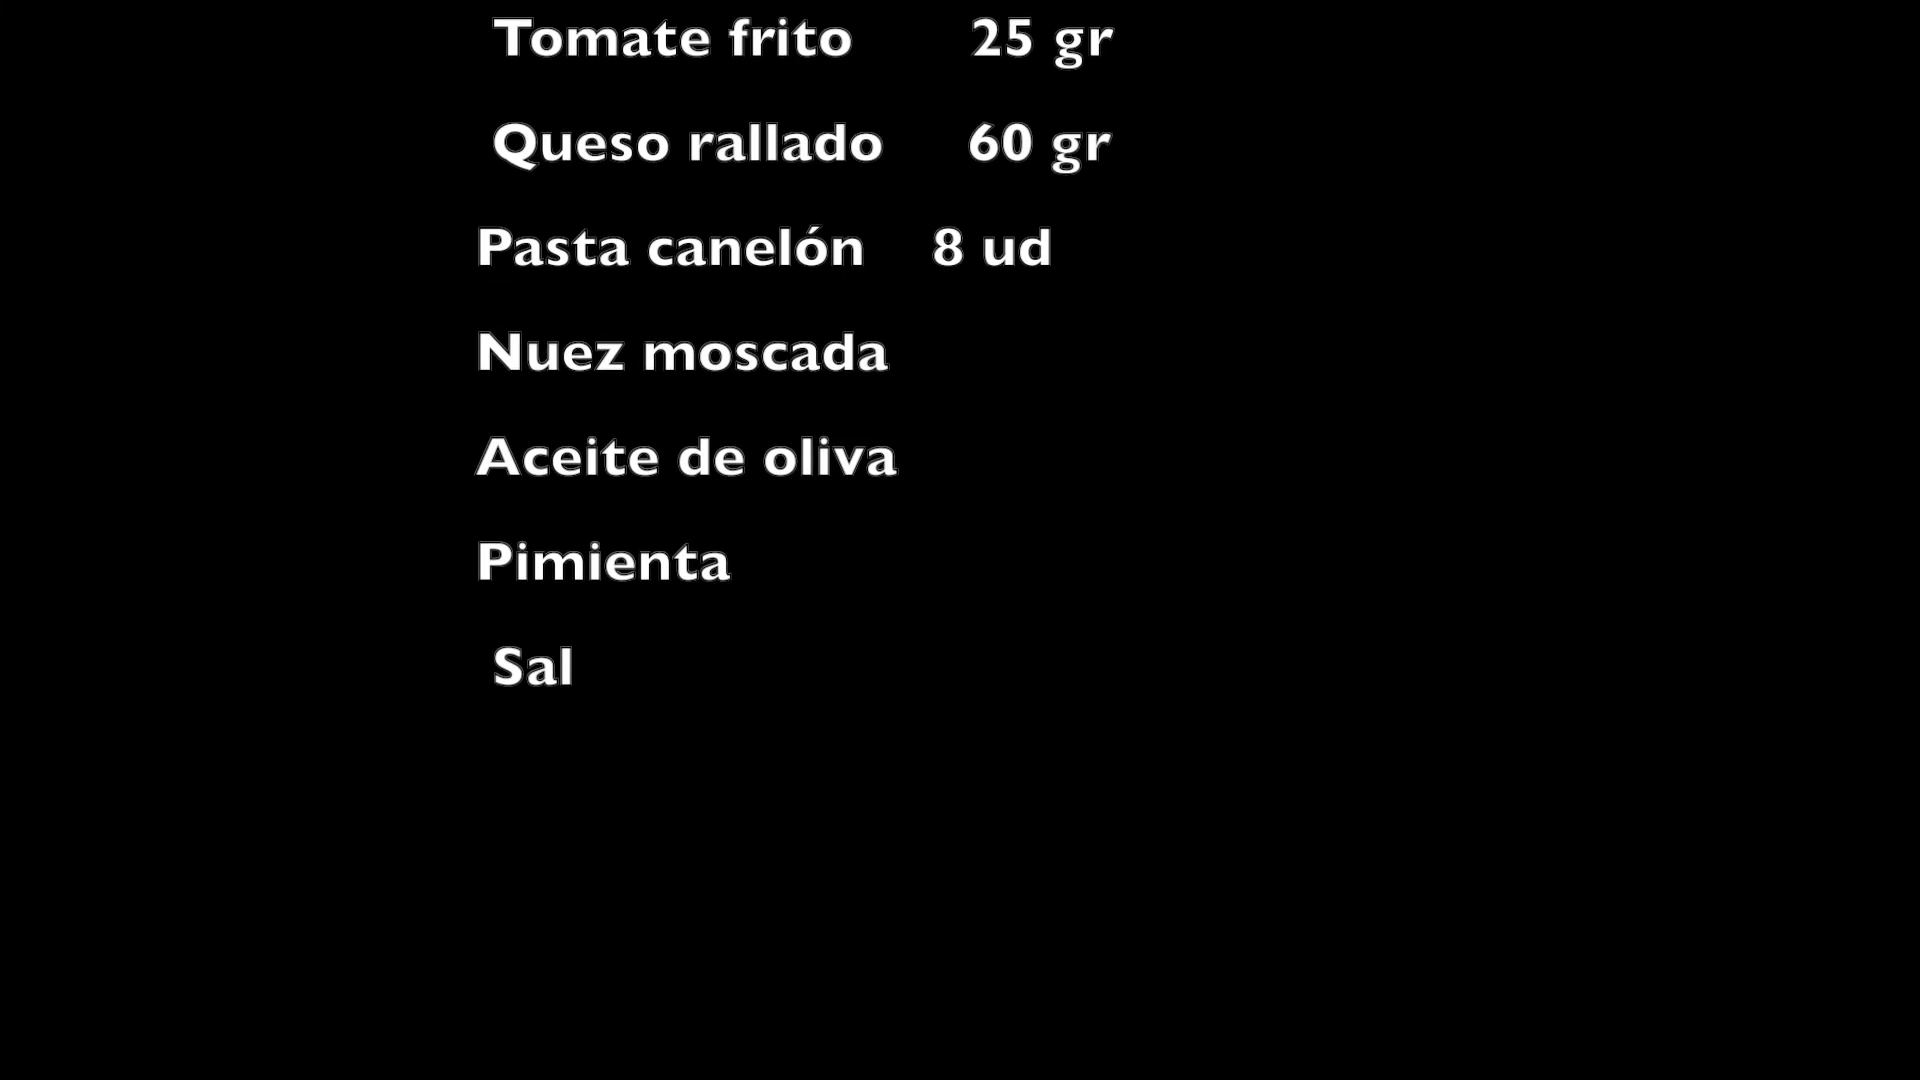 Tomate frito 25 gr
Queso rallado 60 gr
Pasta canelón 8 ud
Nuez moscada
Aceite de oliva
Pimienta
Sal